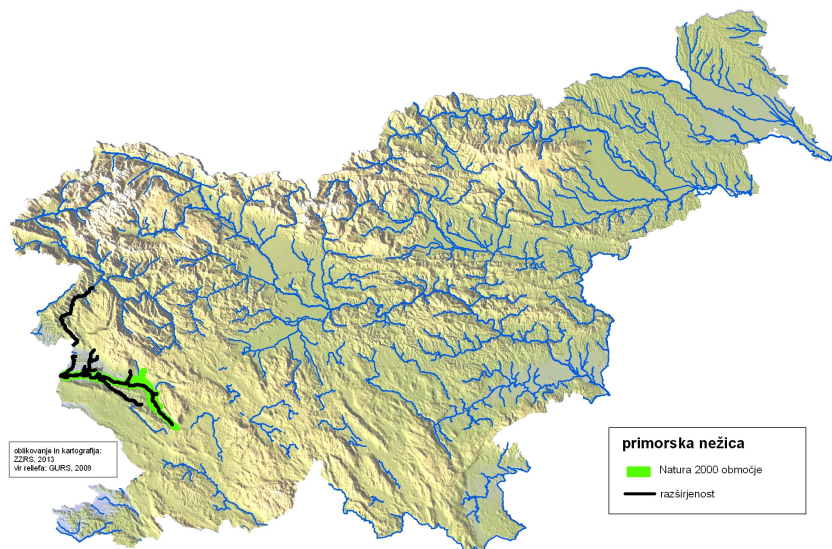 oblikovanje in kartografija:
ZZRS, 2013
vir reliefa: GURS, 2009
primorska nežica
Natura 2000 območje
razširjenost